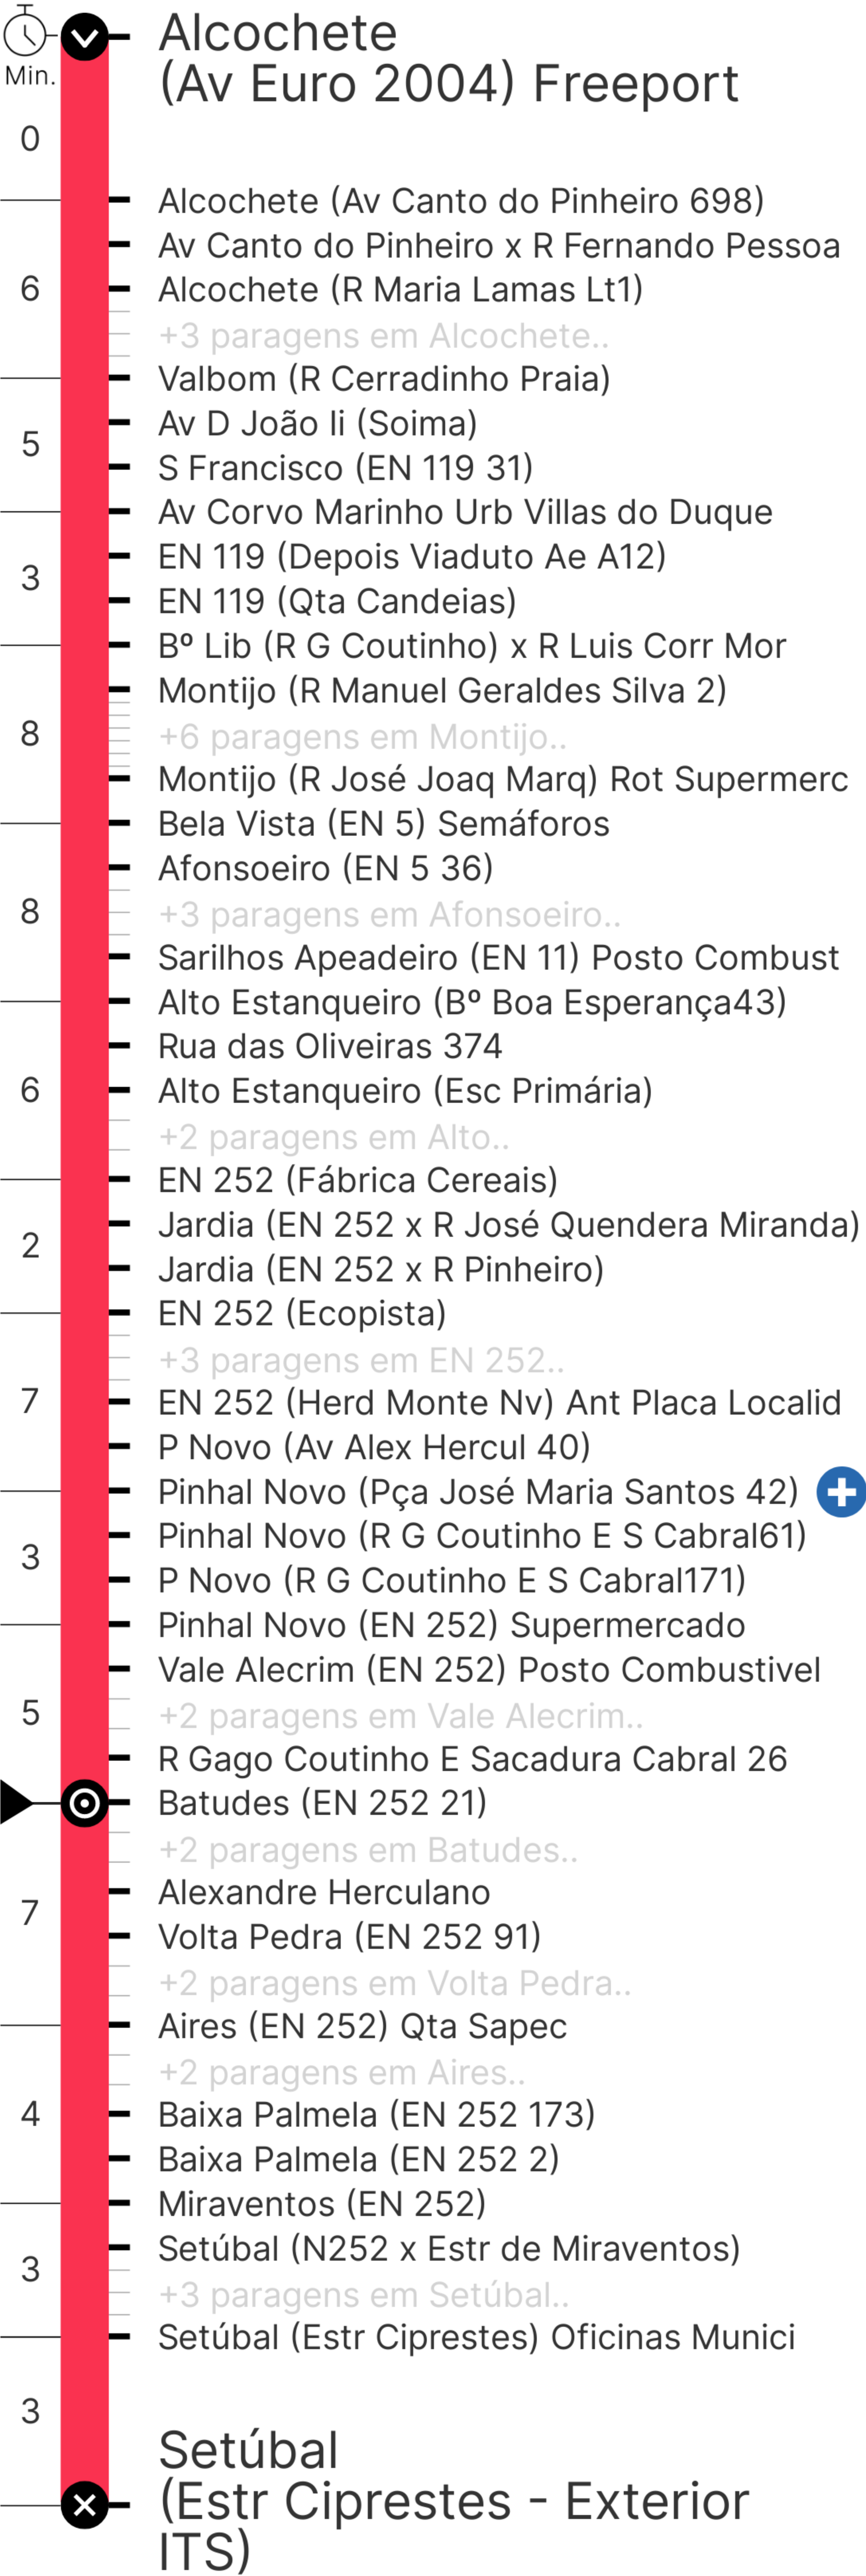 Alcochete
(Av Euro 2004) Freeport
Min.
0
Alcochete (Av Canto do Pinheiro 698)
Av Canto do Pinheiro x R Fernando Pessoa
6
Alcochete (R Maria Lamas Lt1)
+3 paragens em Alcochete..
Valbom (R Cerradinho Praia)
Av D João Ii (Soima)
5
S Francisco (EN 119 31)
Av Corvo Marinho Urb Villas do Duque
EN 119 (Depois Viaduto Ae A12)
3
EN 119 (Qta Candeias)
Bº Lib (R G Coutinho) x R Luis Corr Mor
Montijo (R Manuel Geraldes Silva 2)
8
+6 paragens em Montijo..
Montijo (R José Joaq Marq) Rot Supermerc
Bela Vista (EN 5) Semáforos
Afonsoeiro (EN 5 36)
8
+3 paragens em Afonsoeiro..
Sarilhos Apeadeiro (EN 11) Posto Combust
Alto Estanqueiro (Bº Boa Esperança43)
Rua das Oliveiras 374
6
Alto Estanqueiro (Esc Primária)
+2 paragens em Alto..
EN 252 (Fábrica Cereais)
Jardia (EN 252 x R José Quendera Miranda)
2
Jardia (EN 252 x R Pinheiro)
EN 252 (Ecopista)
+3 paragens em EN 252..
7
EN 252 (Herd Monte Nv) Ant Placa Localid
P Novo (Av Alex Hercul 40)
Pinhal Novo (Pça José Maria Santos 42)
Pinhal Novo (R G Coutinho E S Cabral61)
3
P Novo (R G Coutinho E S Cabral171)
Pinhal Novo (EN 252) Supermercado
Vale Alecrim (EN 252) Posto Combustivel
5
+2 paragens em Vale Alecrim..
R Gago Coutinho E Sacadura Cabral 26
Batudes (EN 252 21)
+2 paragens em Batudes..
Alexandre Herculano
7
Volta Pedra (EN 252 91)
+2 paragens em Volta Pedra..
Aires (EN 252) Qta Sapec
+2 paragens em Aires..
4
Baixa Palmela (EN 252 173)
Baixa Palmela (EN 252 2)
Miraventos (EN 252)
Setúbal (N252 x Estr de Miraventos)
3
+3 paragens em Setúbal..
Setúbal (Estr Ciprestes) Oficinas Munici
3
Setúbal
(Estr Ciprestes - Exterior
ITS)